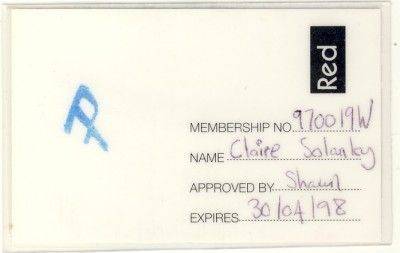 Red
MEMBERSHIP NO. 970019W
NAME Claire Solanky
APPROVED BY Shaun
EXPIRES 30/04/98